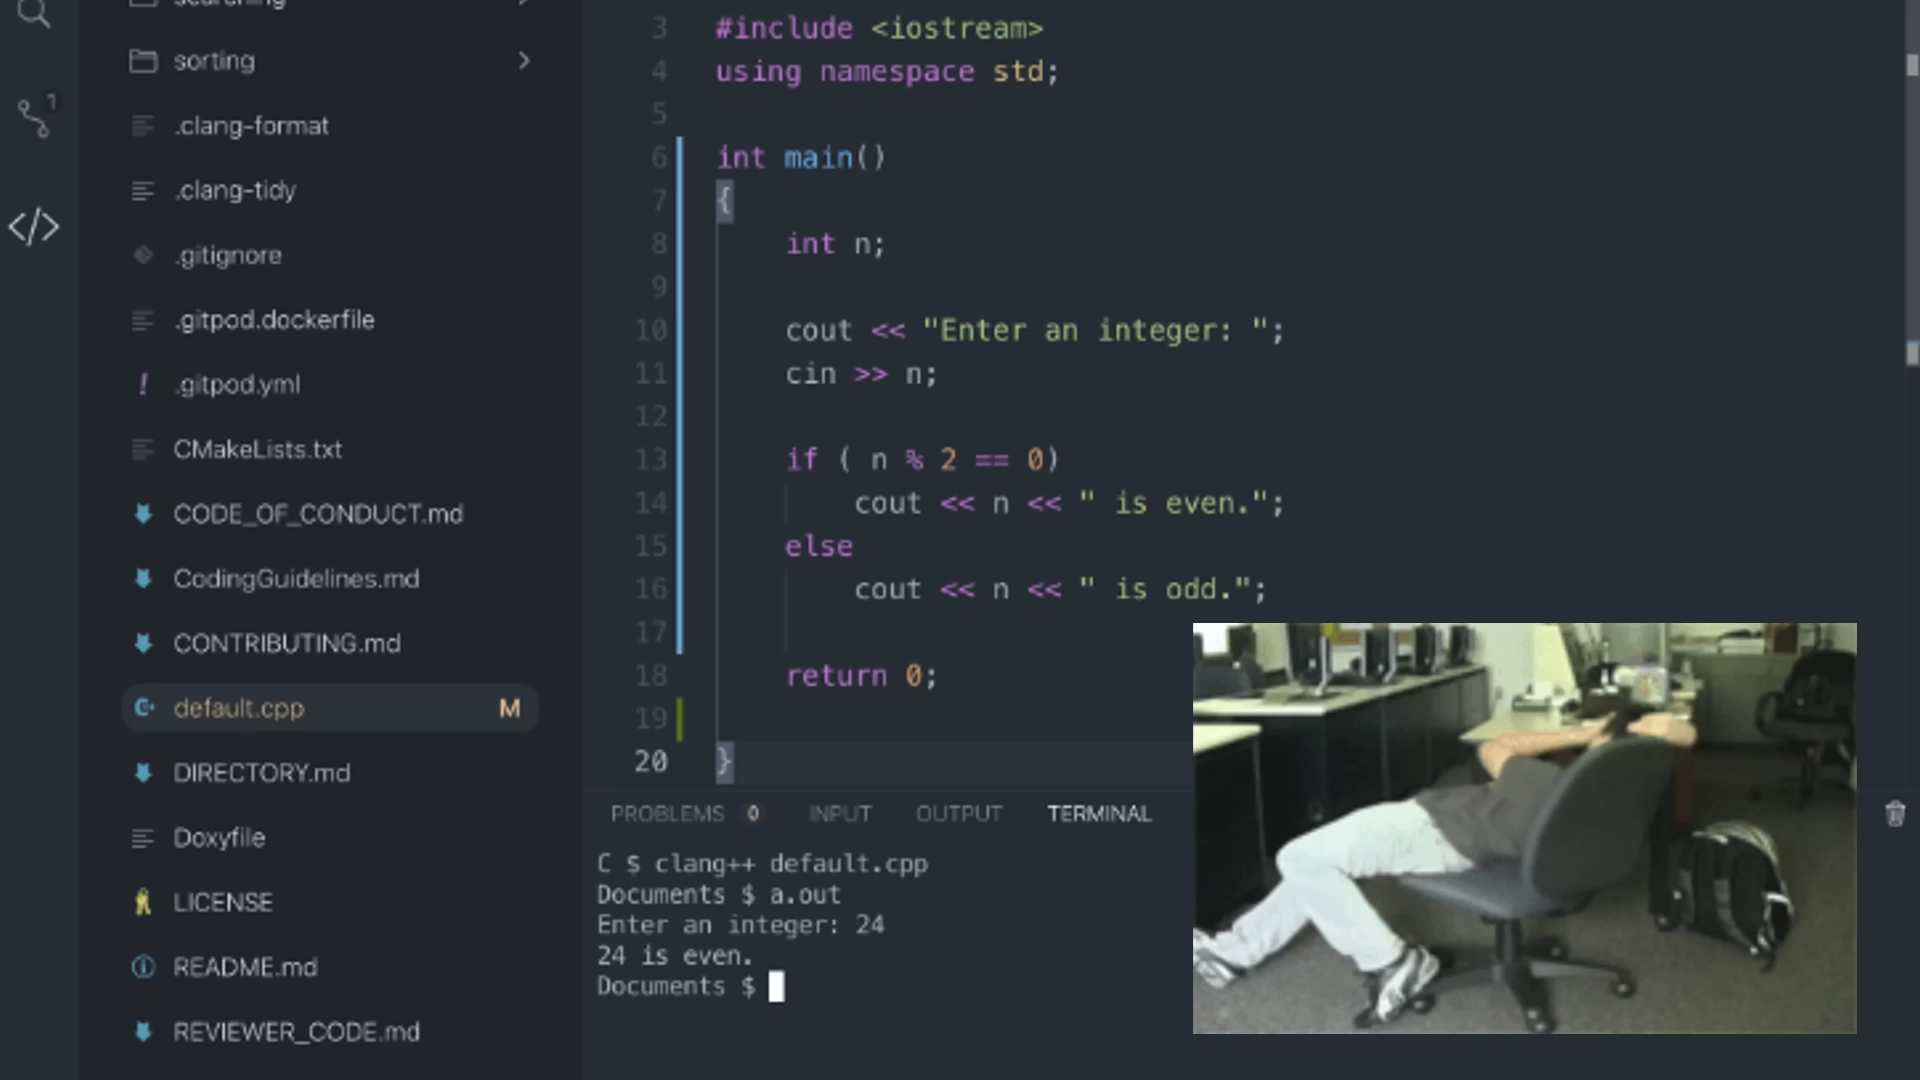 searching
sorting
.clang-format
.clang-tidy
.gitignore
.gitpod.dockerfile
! .gitpod.yml
CMakeLists.txt
CODE_OF_CONDUCT.md
CodingGuidelines.md
CONTRIBUTING.md
default.cpp M
DIRECTORY.md
Doxyfile
LICENSE
README.md
REVIEWER_CODE.md
1
3 #include <iostream>
4 using namespace std;
5
6 int main()
7 {
8     int n;
9
10     cout << "Enter an integer: ";
11     cin >> n;
12
13     if ( n % 2 == 0)
14         cout << n << " is even.";
15     else
16         cout << n << " is odd.";
17
18     return 0;
19
20 }
PROBLEMS 0 INPUT OUTPUT TERMINAL
C $ clang++ default.cpp
Documents $ a.out
Enter an integer: 24
24 is even.
Documents $